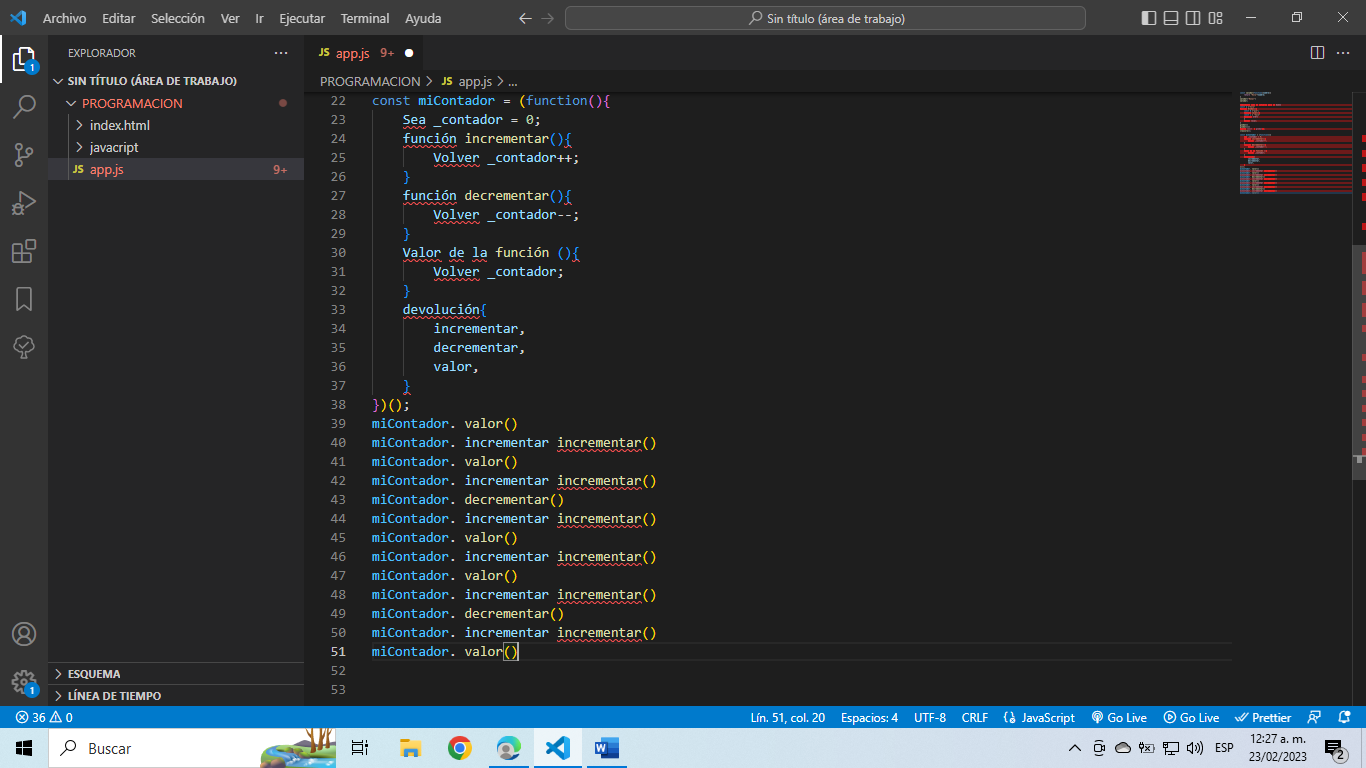 Archivo Editar Selección Ver Ir Ejecutar Terminal Ayuda
Sin título (área de trabajo)
EXPLORADOR
SIN TÍTULO (ÁREA DE TRABAJO)
PROGRAMACION
index.html
javacript
JS app.js 9+
ESQUEMA
LÍNEA DE TIEMPO
1
1
JS app.js 9+
PROGRAMACION > JS app.js > ...
22 const miContador = (function(){
23 Sea _contador = 0;
24 función incrementar(){
25 Volver _contador++;
26 }
27 función decrementar(){
28 Volver _contador--;
29 }
30 Valor de la función (){
31 Volver _contador;
32 }
33 devolución{
34 incrementar,
35 decrementar,
36 valor,
37 }
38 })();
39 miContador. valor()
40 miContador. incrementar incrementar()
41 miContador. valor()
42 miContador. incrementar incrementar()
43 miContador. decrementar()
44 miContador. incrementar incrementar()
45 miContador. valor()
46 miContador. incrementar incrementar()
47 miContador. valor()
48 miContador. incrementar incrementar()
49 miContador. decrementar()
50 miContador. incrementar incrementar()
51 miContador. valor()
52
53
36 0 Lín. 51, col. 20 Espacios: 4 UTF-8 CRLF {} JavaScript Go Live Go Live Prettier
Buscar
W
ESP
12:27 a. m.
23/02/2023
2